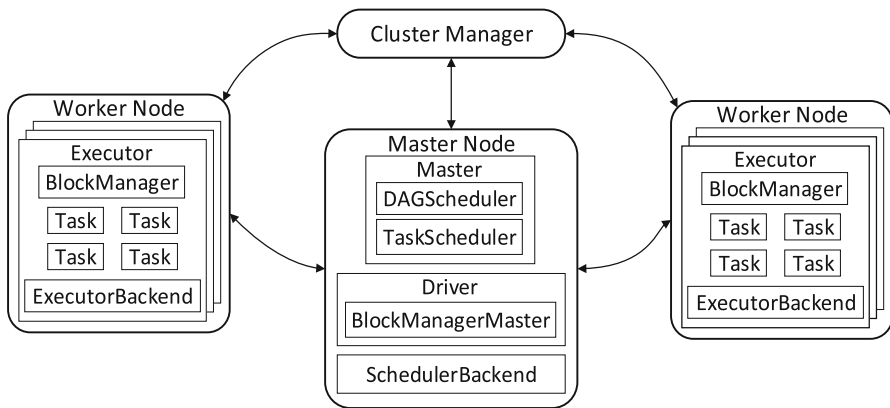 Cluster Manager
Worker Node
Executor
BlockManager
Task Task
Task Task
ExecutorBackend
Master Node
Master
DAGScheduler
TaskScheduler
Driver
BlockManagerMaster
SchedulerBackend
Worker Node
Executor
BlockManager
Task Task
Task Task
ExecutorBackend